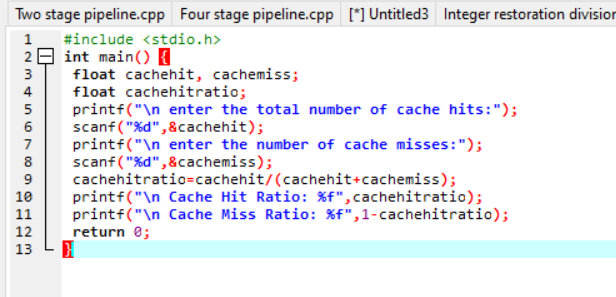 Two stage pipeline.cpp Four stage pipeline.cpp [*] Untitled3 Integer restoration division
1 #include <stdio.h>
2 int main() {
3 float cachehit, cachemiss;
4 float cachehitratio;
5 printf("\n enter the total number of cache hits:");
6 scanf("%d",&cachehit);
7 printf("\n enter the number of cache misses:");
8 scanf("%d",&cachemiss);
9 cachehitratio=cachehit/(cachehit+cachemiss);
10 printf("\n Cache Hit Ratio: %f",cachehitratio);
11 printf("\n Cache Miss Ratio: %f",1-cachehitratio);
12 return 0;
13 }